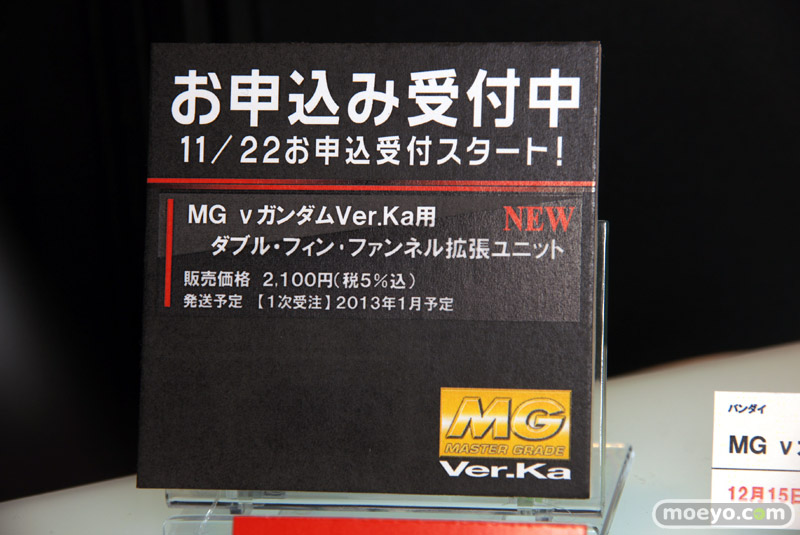 お申込み受付中
11/22お申込受付スタート!
MG νガンダムVer.Ka用
NEW
ダブル・フィン・ファンネル拡張ユニット
販売価格 2,100円(税5%込)
発送予定 【1次受注】2013年1月予定
MG
MASTER GRADE
Ver.Ka
バンダイ
MG ν
12月15日
moeyo.com